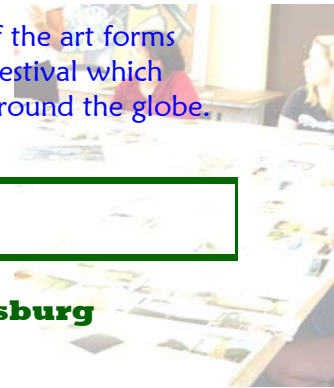 f the art forms
estival which
round the globe.
sburg